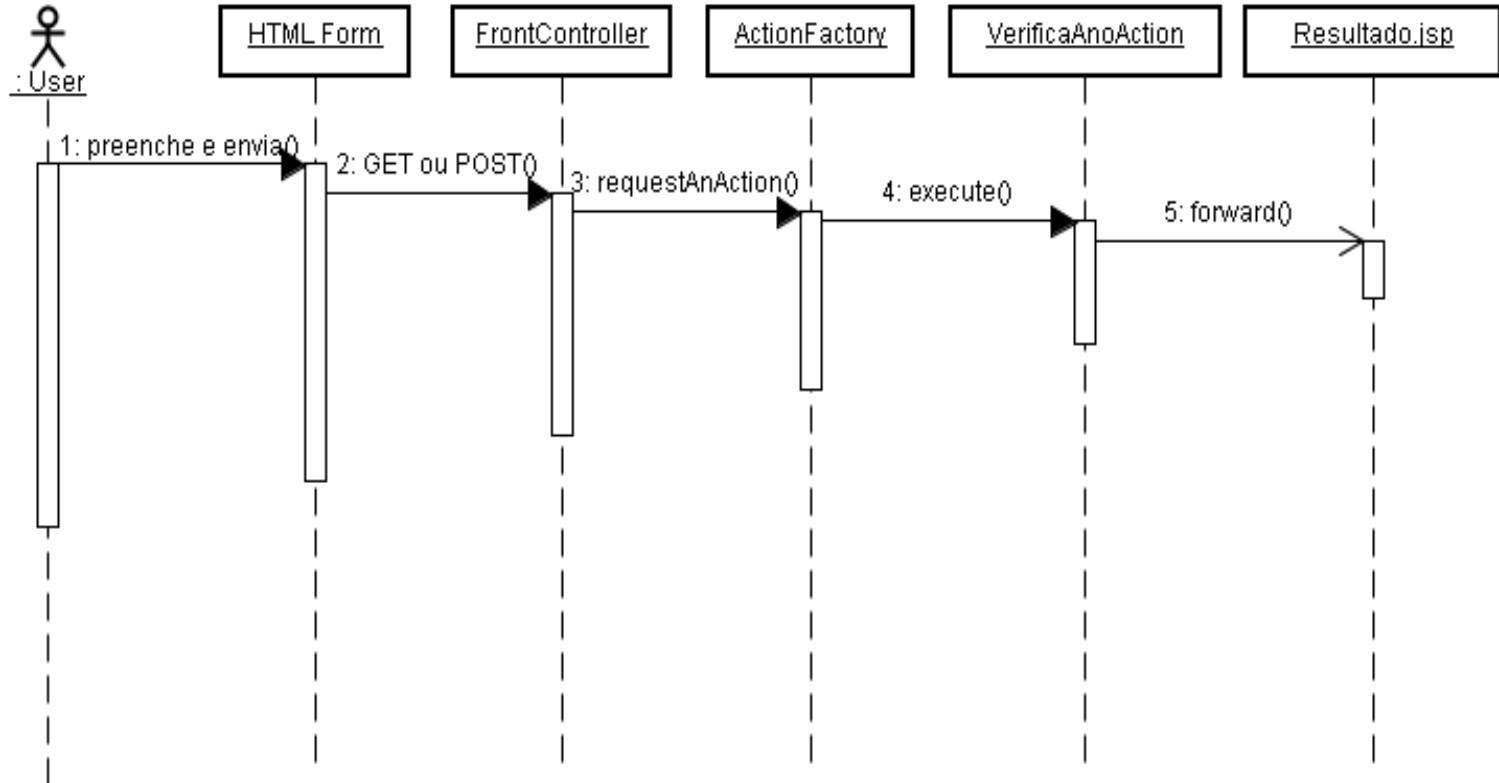 HTML Form
FrontController
ActionFactory
VerificaAnoAction
Resultado.jsp
: User
1: preenche e envia()
2: GET ou POST()
3: requestAnAction()
4: execute()
5: forward()